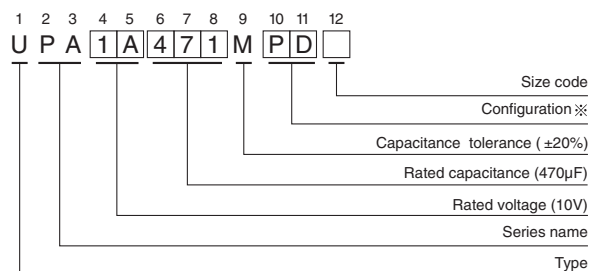 1 2 3 4 5 6 7 8 9 10 11 12
U P A 1 A 4 7 1 M P D
Size code
Configuration※
Capacitance tolerance ( ±20%)
Rated capacitance (470µF)
Rated voltage (10V)
Series name
Type